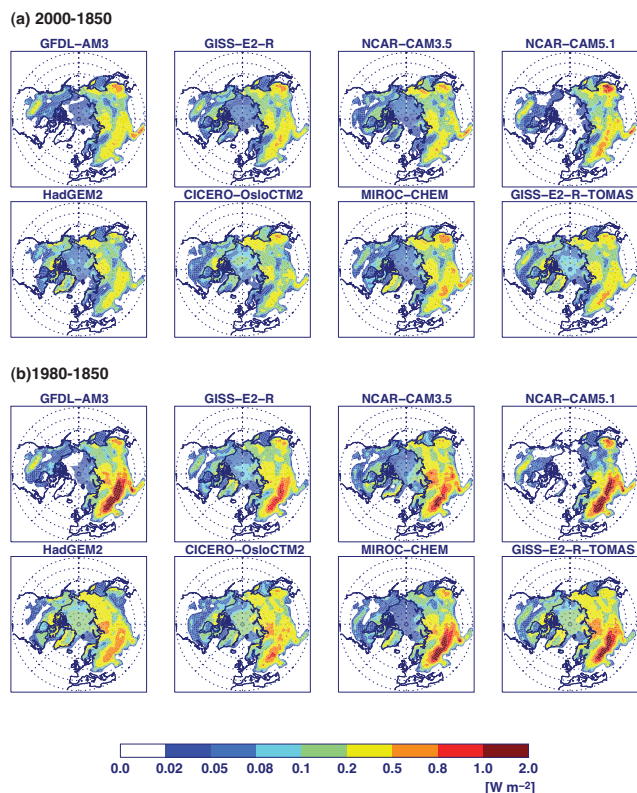 (a) 2000-1850
GFDL–AM3 GISS–E2–R NCAR–CAM3.5 NCAR–CAM5.1
HadGEM2 CICERO–OsloCTM2 MIROC–CHEM GISS–E2–R–TOMAS
(b)1980-1850
GFDL–AM3 GISS–E2–R NCAR–CAM3.5 NCAR–CAM5.1
HadGEM2 CICERO–OsloCTM2 MIROC–CHEM GISS–E2–R–TOMAS
0.0 0.02 0.05 0.08 0.1 0.2 0.5 0.8 1.0 2.0
[W m–2]